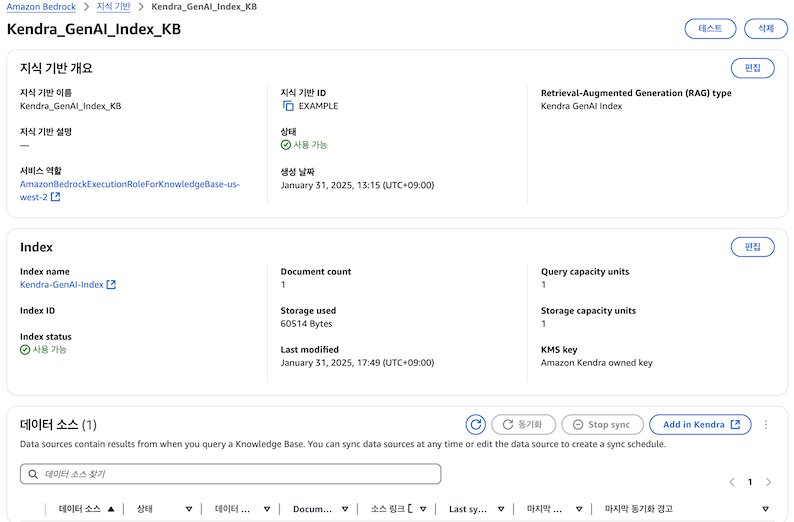 Amazon Bedrock > 지식 기반 > Kendra_GenAI_Index_KB
Kendra_GenAI_Index_KB
테스트
삭제
지식 기반 개요
편집
지식 기반 이름
Kendra_GenAI_Index_KB
지식 기반 설명
—
서비스 역할
AmazonBedrockExecutionRoleForKnowledgeBase-us-
west-2
지식 기반 ID
EXAMPLE
상태
사용 가능
생성 날짜
January 31, 2025, 13:15 (UTC+09:00)
Retrieval-Augmented Generation (RAG) type
Kendra GenAI Index
Index
편집
Index name
Kendra-GenAI-Index
Index ID
Index status
사용 가능
Document count
1
Storage used
60514 Bytes
Last modified
January 31, 2025, 17:49 (UTC+09:00)
Query capacity units
1
Storage capacity units
1
KMS key
Amazon Kendra owned key
데이터 소스 (1)
동기화
Stop sync
Add in Kendra
Data sources contain results from when you query a Knowledge Base. You can sync data sources at any time or edit the data source to create a sync schedule.
데이터 소스 찾기
1
데이터 소스
상태
데이터 ...
Docum...
소스 링크
Last sy...
마지막 ...
마지막 동기화 경고